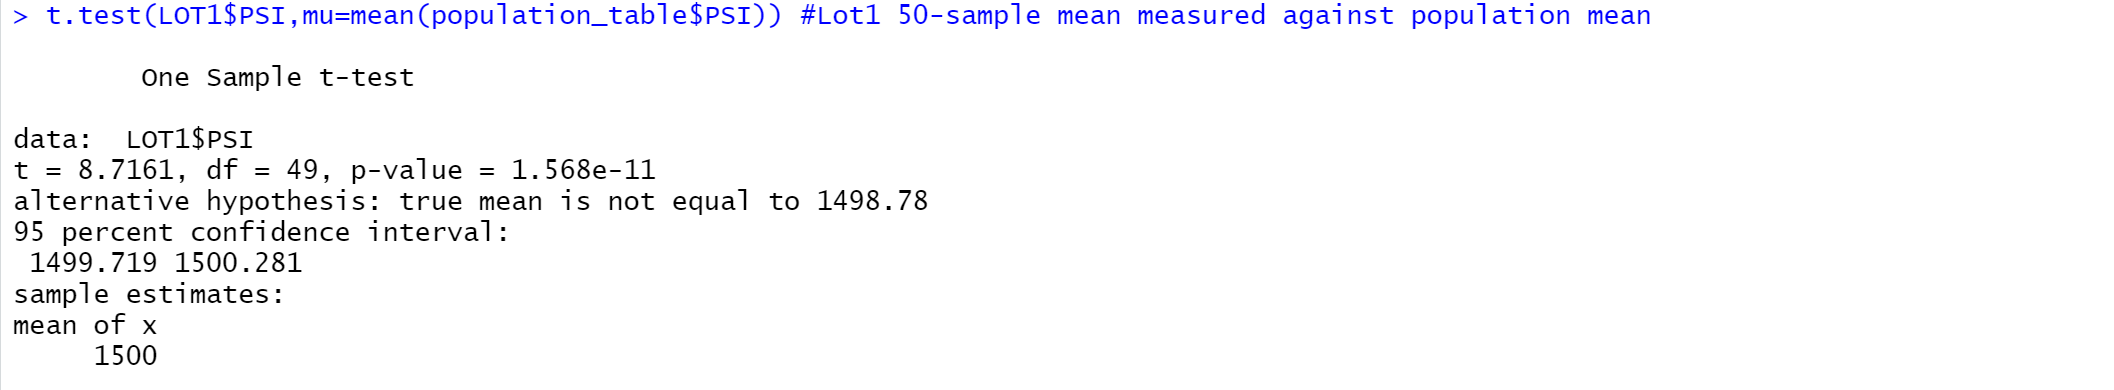 > t.test(LOT1$PSI,mu=mean(population_table$PSI)) #Lot1 50-sample mean measured against population mean
One Sample t-test
data:  LOT1$PSI
t = 8.7161, df = 49, p-value = 1.568e-11
alternative hypothesis: true mean is not equal to 1498.78
95 percent confidence interval:
1499.719 1500.281
sample estimates:
mean of x
1500